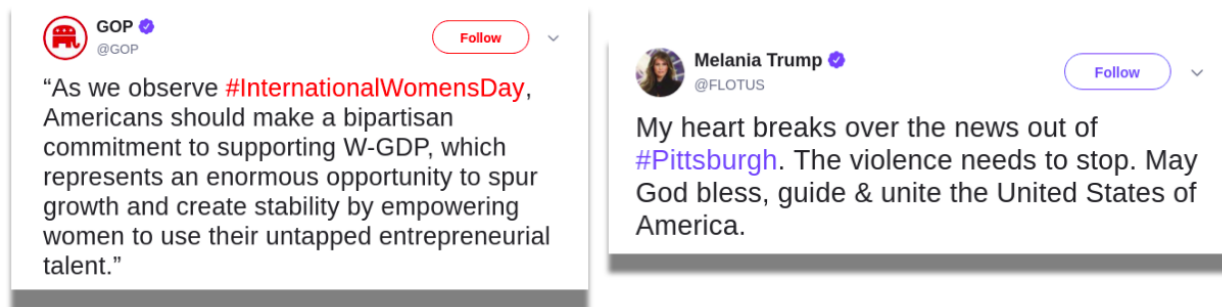 GOP
@GOP
Follow
“As we observe #InternationalWomensDay,
Americans should make a bipartisan
commitment to supporting W-GDP, which
represents an enormous opportunity to spur
growth and create stability by empowering
women to use their untapped entrepreneurial
talent.”
Melania Trump
@FLOTUS
Follow
My heart breaks over the news out of
#Pittsburgh. The violence needs to stop. May
God bless, guide & unite the United States of
America.